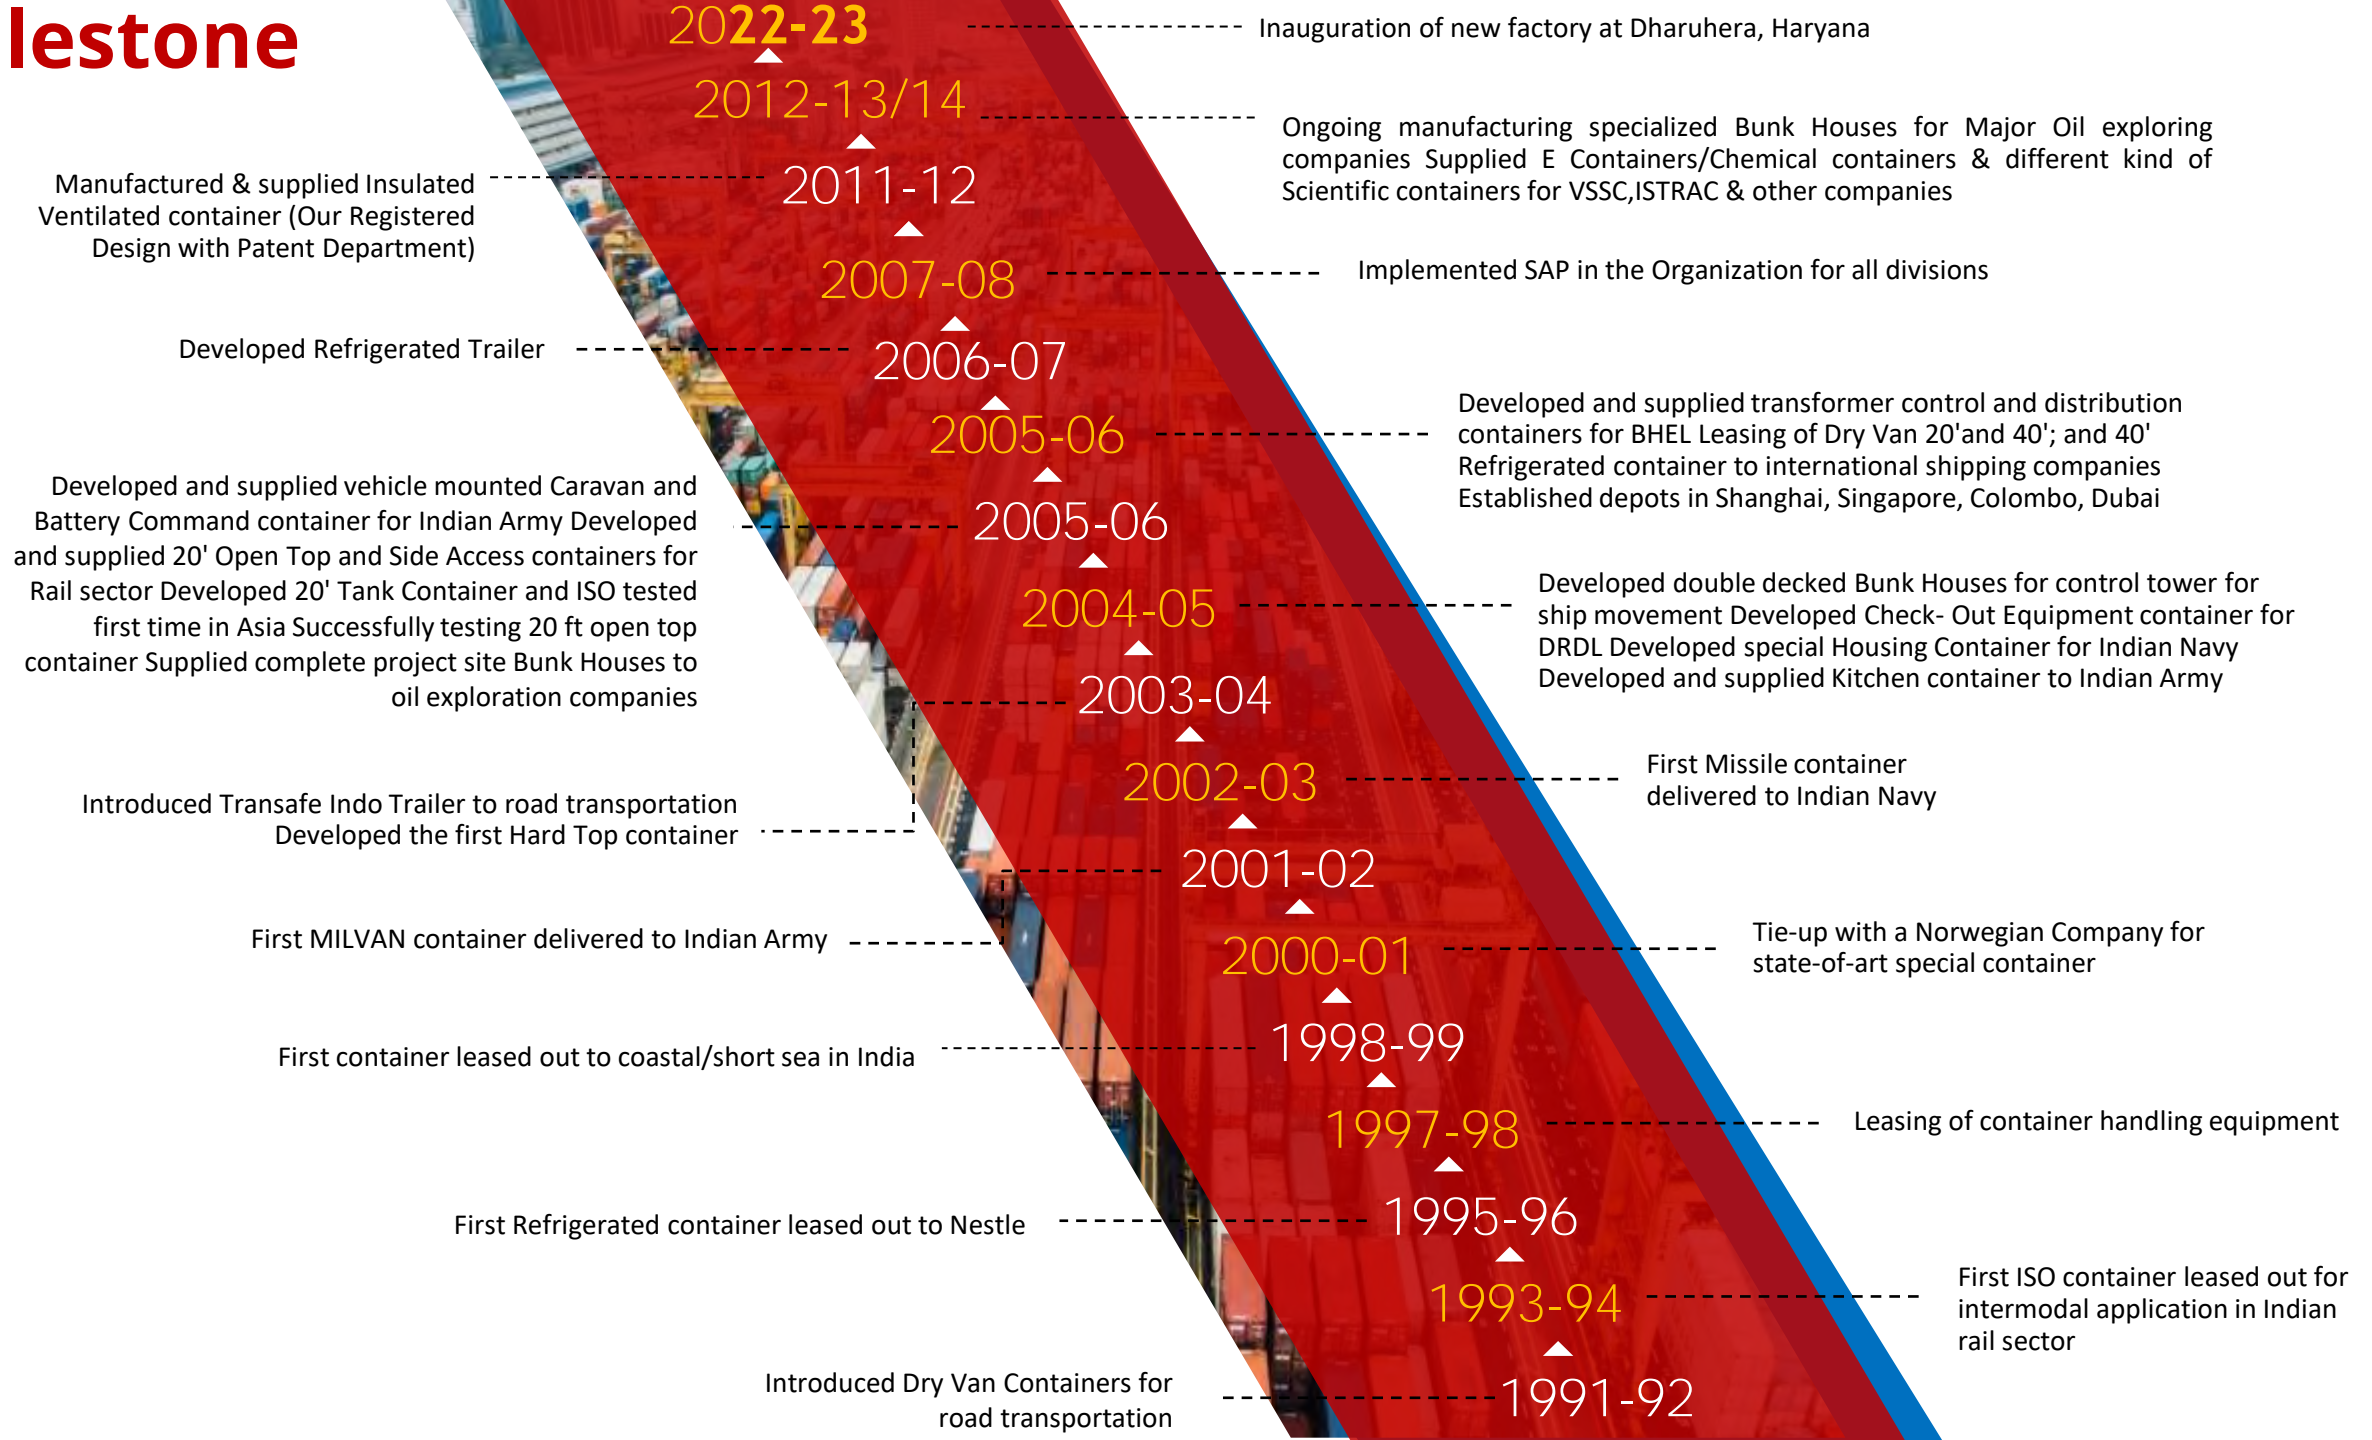 lestone
2022-23
Inauguration of new factory at Dharuhera, Haryana
2012-13/14
Ongoing manufacturing specialized Bunk Houses for Major Oil exploring
companies Supplied E Containers/Chemical containers & different kind of
Scientific containers for VSSC,ISTRAC & other companies
Manufactured & supplied Insulated
Ventilated container (Our Registered
Design with Patent Department)
2011-12
2007-08
Implemented SAP in the Organization for all divisions
Developed Refrigerated Trailer
2006-07
2005-06
Developed and supplied transformer control and distribution
containers for BHEL Leasing of Dry Van 20'and 40'; and 40'
Refrigerated container to international shipping companies
Established depots in Shanghai, Singapore, Colombo, Dubai
Developed and supplied vehicle mounted Caravan and
Battery Command container for Indian Army Developed
and supplied 20' Open Top and Side Access containers for
Rail sector Developed 20' Tank Container and ISO tested
first time in Asia Successfully testing 20 ft open top
container Supplied complete project site Bunk Houses to
oil exploration companies
2005-06
2004-05
Developed double decked Bunk Houses for control tower for
ship movement Developed Check- Out Equipment container for
DRDL Developed special Housing Container for Indian Navy
Developed and supplied Kitchen container to Indian Army
2003-04
Introduced Transafe Indo Trailer to road transportation
Developed the first Hard Top container
2002-03
First Missile container
delivered to Indian Navy
2001-02
First MILVAN container delivered to Indian Army
2000-01
Tie-up with a Norwegian Company for
state-of-art special container
1998-99
First container leased out to coastal/short sea in India
1997-98
Leasing of container handling equipment
1995-96
First Refrigerated container leased out to Nestle
1993-94
First ISO container leased out for
intermodal application in Indian
rail sector
Introduced Dry Van Containers for
road transportation
1991-92